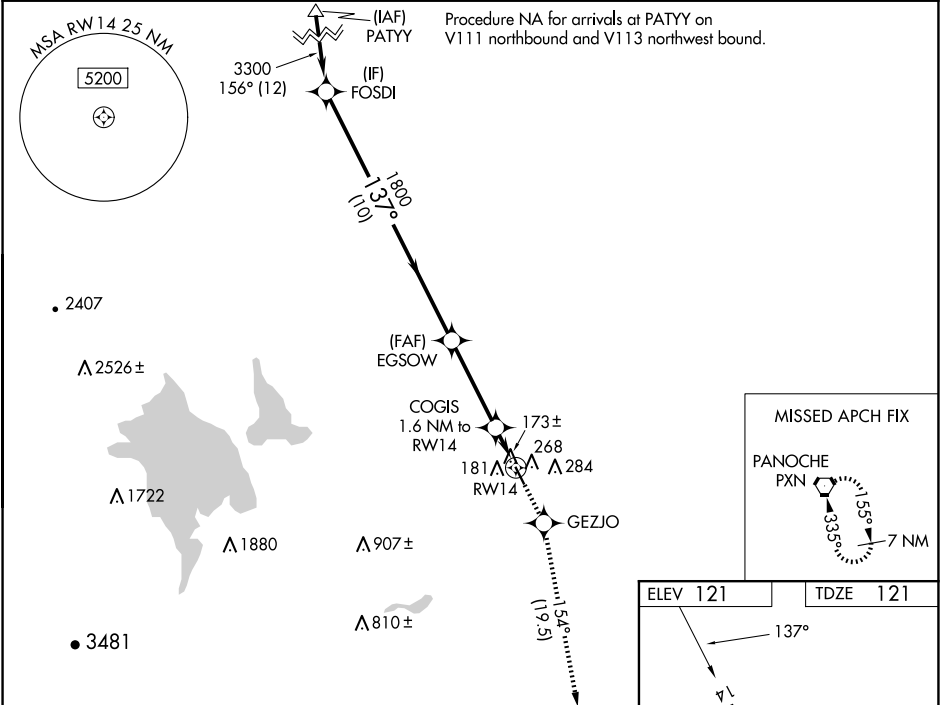 MSA RW14 25 NM
5200
(IAF)
PATYY
Procedure NA for arrivals at PATYY on
V111 northbound and V113 northwest bound.
3300
156° (12)
(IF)
FOSDI
1800
137°
(10)
2407
2526±
(FAF)
EGSOW
COGIS
1.6 NM to
RW14
173±
268
181
284
RW14
1722
1880
907±
GEZJO
810±
3481
154°
(19.5)
MISSED APCH FIX
PANOCHE
PXN
155°
335°
7 NM
ELEV 121
TDZE 121
137°
14